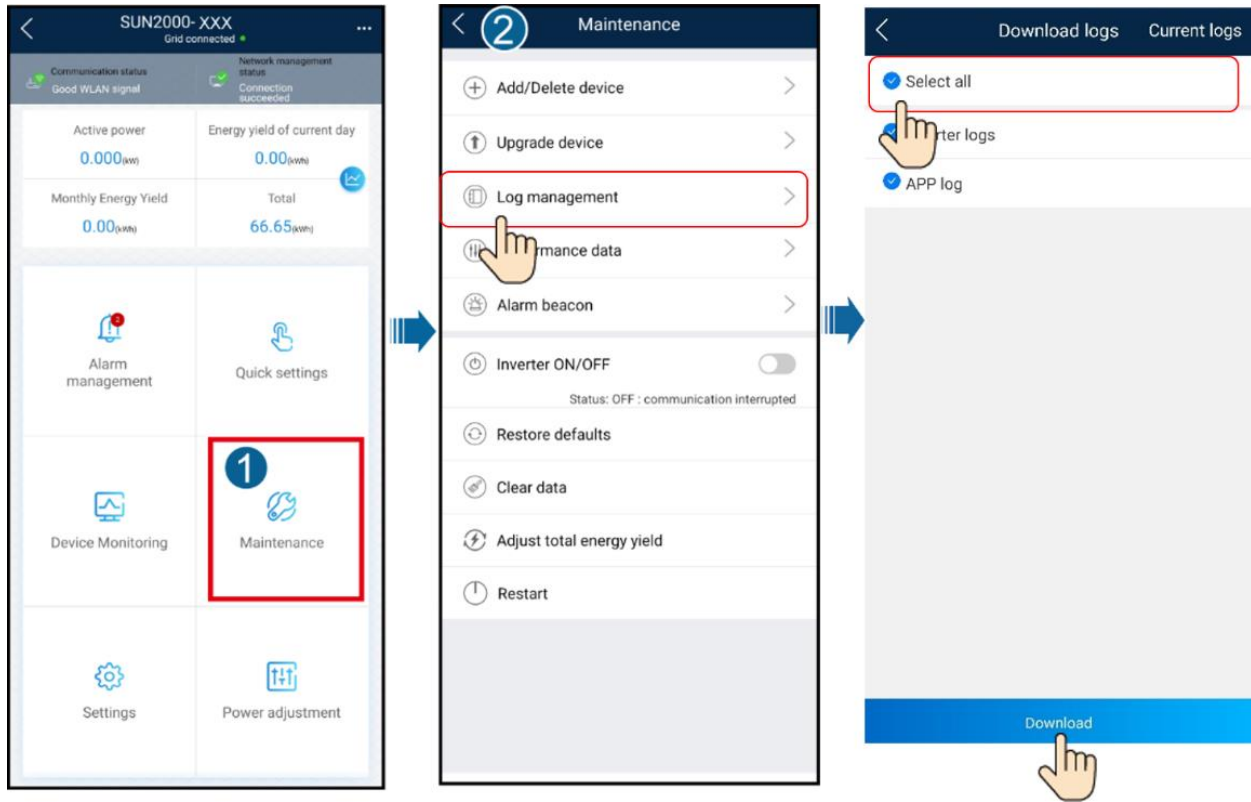 SUN2000- XXX
Grid connected
Communication status
Good WLAN signal
Network management
status
Connection
succeeded
Active power
0.000(kW)
Energy yield of current day
0.00(kWh)
Monthly Energy Yield
0.00(kWh)
Total
66.65(kWh)
2
Alarm
management
Quick settings
Device Monitoring
1
Maintenance
Settings
Power adjustment
2
Maintenance
Add/Delete device
Upgrade device
Log management
rmance data
Alarm beacon
Inverter ON/OFF
Status: OFF : communication interrupted
Restore defaults
Clear data
Adjust total energy yield
Restart
Download logs
Current logs
Select all
rter logs
APP log
Download